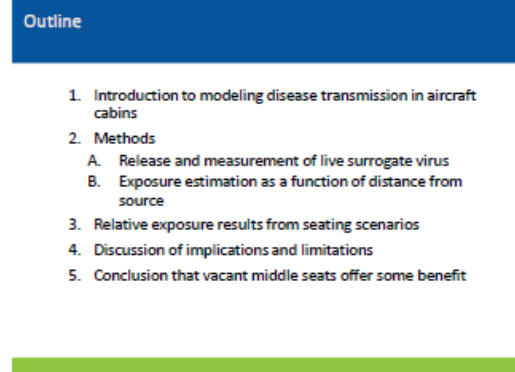 Outline
1. Introduction to modeling disease transmission in aircraft
cabins
2. Methods
A. Release and measurement of live surrogate virus
B. Exposure estimation as a function of distance from
source
3. Relative exposure results from seating scenarios
4. Discussion of implications and limitations
5. Conclusion that vacant middle seats offer some benefit